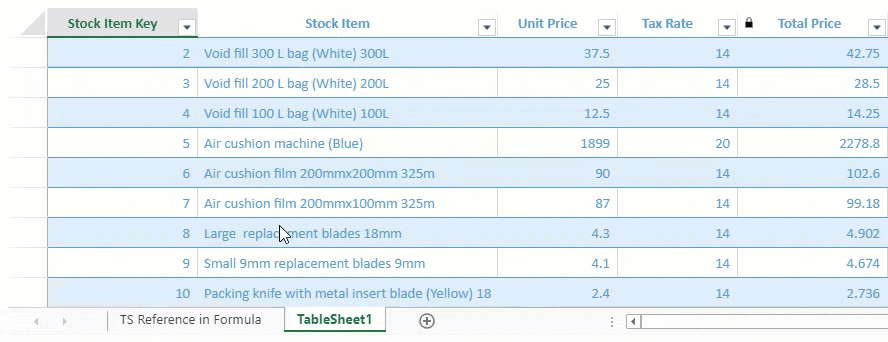 Stock Item Key Stock Item Unit Price Tax Rate Total Price
2 Void fill 300 L bag (White) 300L 37.5 14 42.75
3 Void fill 200 L bag (White) 200L 25 14 28.5
4 Void fill 100 L bag (White) 100L 12.5 14 14.25
5 Air cushion machine (Blue) 1899 20 2278.8
6 Air cushion film 200mmx200mm 325m 90 14 102.6
7 Air cushion film 200mmx100mm 325m 87 14 99.18
8 Large replacement blades 18mm 4.3 14 4.902
9 Small 9mm replacement blades 9mm 4.1 14 4.674
10 Packing knife with metal insert blade (Yellow) 18 2.4 14 2.736
TS Reference in Formula TableSheet1